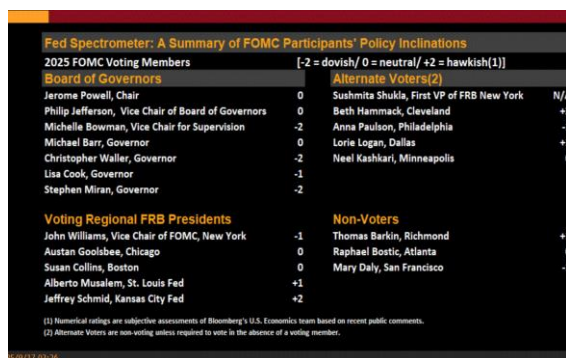 Fed Spectrometer: A Summary of FOMC Participants' Policy Inclinations
2025 FOMC Voting Members [-2 = dovish/ 0 = neutral/ +2 = hawkish(1)]
Board of Governors
Jerome Powell, Chair 0
Philip Jefferson, Vice Chair of Board of Governors 0
Michelle Bowman, Vice Chair for Supervision -2
Michael Barr, Governor 0
Christopher Waller, Governor -2
Lisa Cook, Governor -1
Stephen Miran, Governor -2
Voting Regional FRB Presidents
John Williams, Vice Chair of FOMC, New York -1
Austan Goolsbee, Chicago 0
Susan Collins, Boston 0
Alberto Musalem, St. Louis Fed +1
Jeffrey Schmid, Kansas City Fed +2
Alternate Voters(2)
Sushmita Shukla, First VP of FRB New York N/
Beth Hammack, Cleveland +
Anna Paulson, Philadelphia -
Lorie Logan, Dallas +
Neel Kashkari, Minneapolis
Non-Voters
Thomas Barkin, Richmond +
Raphael Bostic, Atlanta
Mary Daly, San Francisco -
(1) Numerical ratings are subjective assessments of Bloomberg's U.S. Economics team based on recent public comments.
(2) Alternate Voters are non-voting unless required to vote in the absence of a voting member.